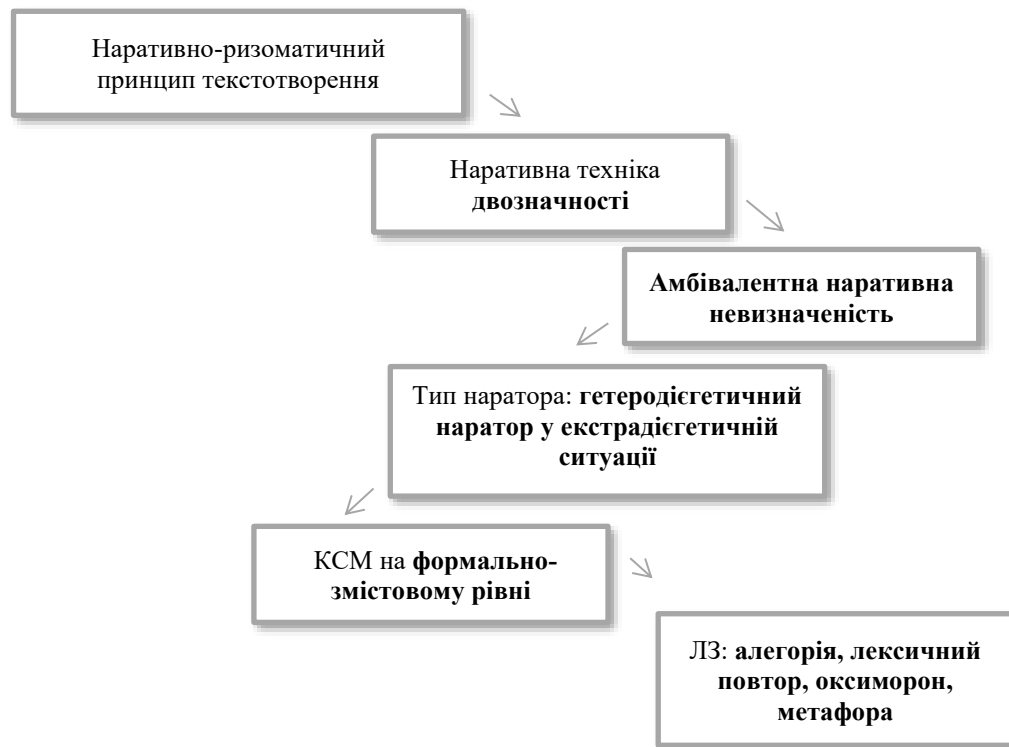 Наративно-ризоматичний
принцип текстотворення
Наративна техніка
двозначності
Амбівалентна наративна
невизначеність
Тип наратора: гетеродієгетичний
наратор у екстрадієгетичній
ситуації
КСМ на формально-
змістовому рівні
ЛЗ: алегорія, лексичний
повтор, оксиморон,
метафора